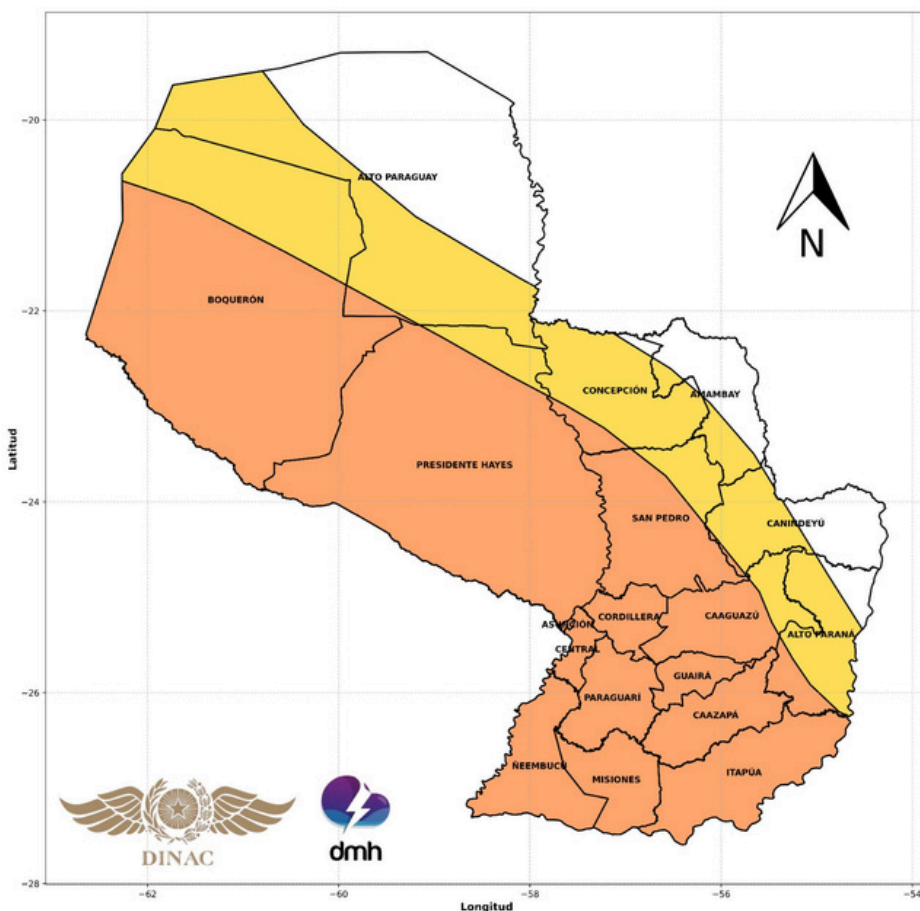 −20
ALTO PARAGUAY
N
BOQUERÓN
−22
CONCEPCIÓN
AMAMBAY
Latitud
PRESIDENTE HAYES
−24
SAN PEDRO
CANINDEYÚ
ASUNCIÓN
CORDILLERA
CAAGUAZÚ
ALTO PARANÁ
CENTRAL
GUAIRÁ
−26
PARAGUARÍ
CAAZAPÁ
ÑEEMBUCÚ
MISIONES
ITAPÚA
DINAC
dmh
−28
−62
−60
−58
−56
−54
Longitud